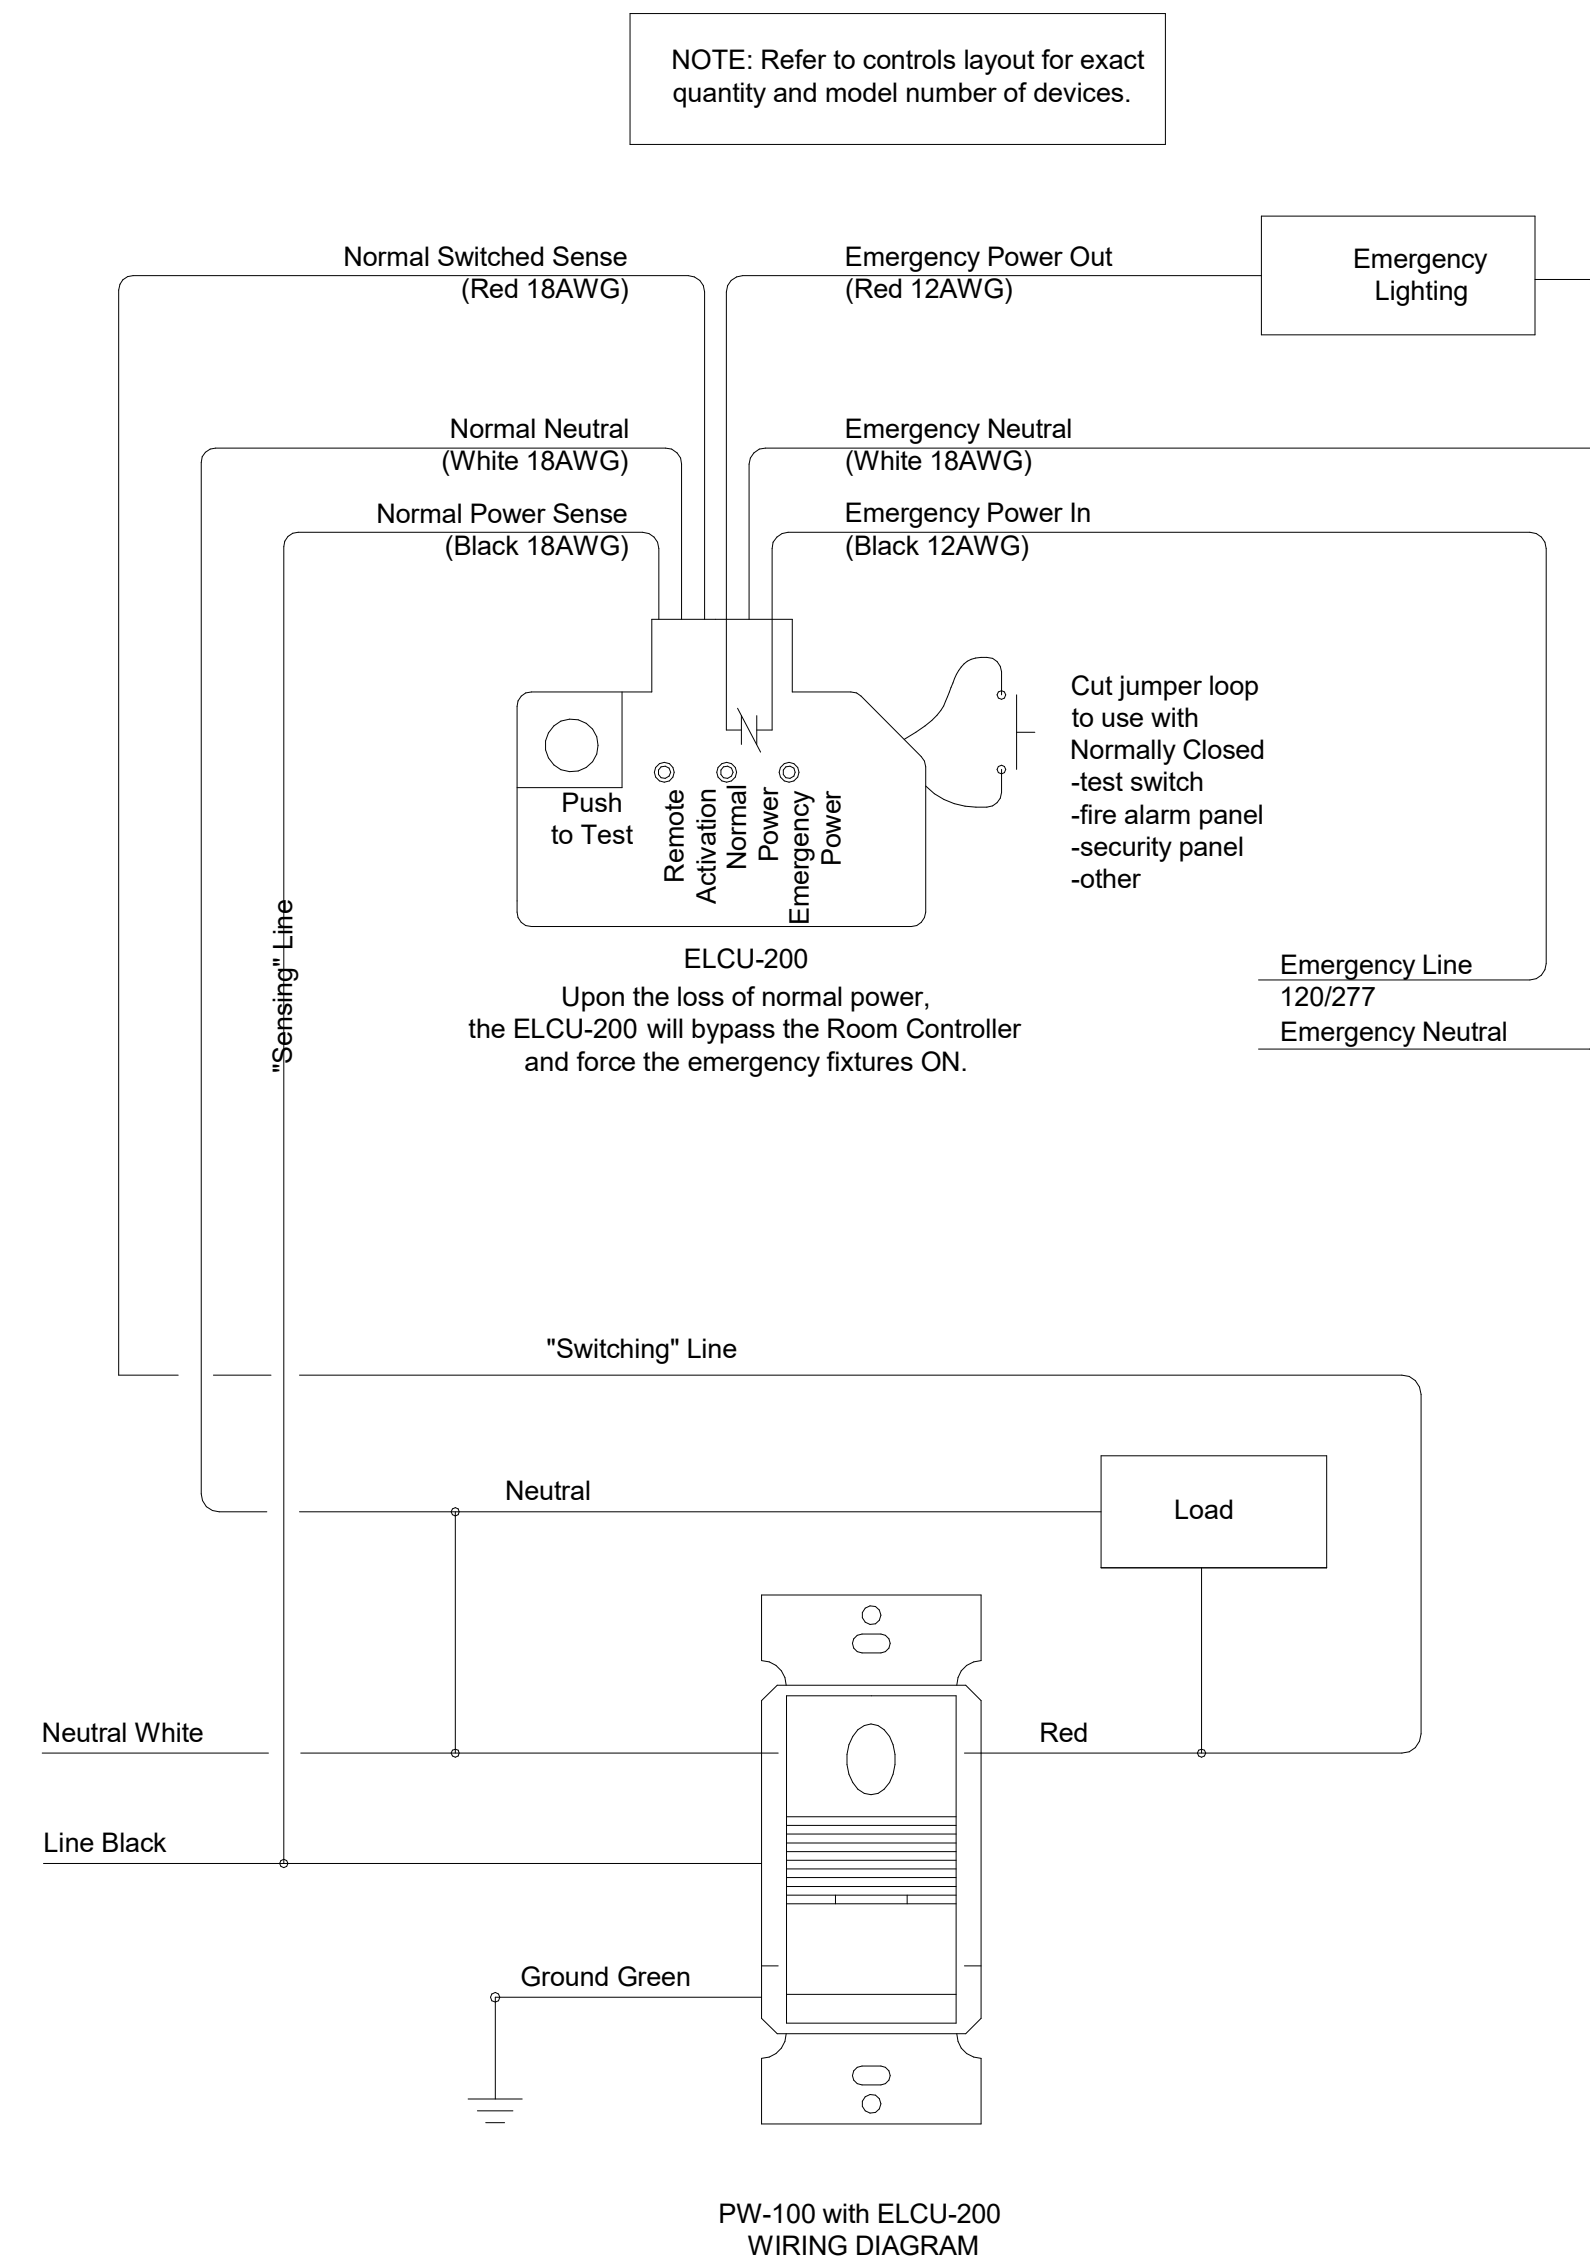 NOTE: Refer to controls layout for exact
quantity and model number of devices.
Normal Switched Sense
(Red 18AWG)
Emergency Power Out
(Red 12AWG)
Emergency
Lighting
Normal Neutral
(White 18AWG)
Emergency Neutral
(White 18AWG)
Normal Power Sense
(Black 18AWG)
Emergency Power In
(Black 12AWG)
Cut jumper loop
to use with
Normally Closed
-test switch
-fire alarm panel
-security panel
-other
Push
to Test
Remote
Activation
Normal
Power
Emergency
Power
ELCU-200
Upon the loss of normal power,
the ELCU-200 will bypass the Room Controller
and force the emergency fixtures ON.
Emergency Line
120/277
Emergency Neutral
"Sensing" Line
"Switching" Line
Neutral
Load
Neutral White
Red
Line Black
Ground Green
PW-100 with ELCU-200
WIRING DIAGRAM